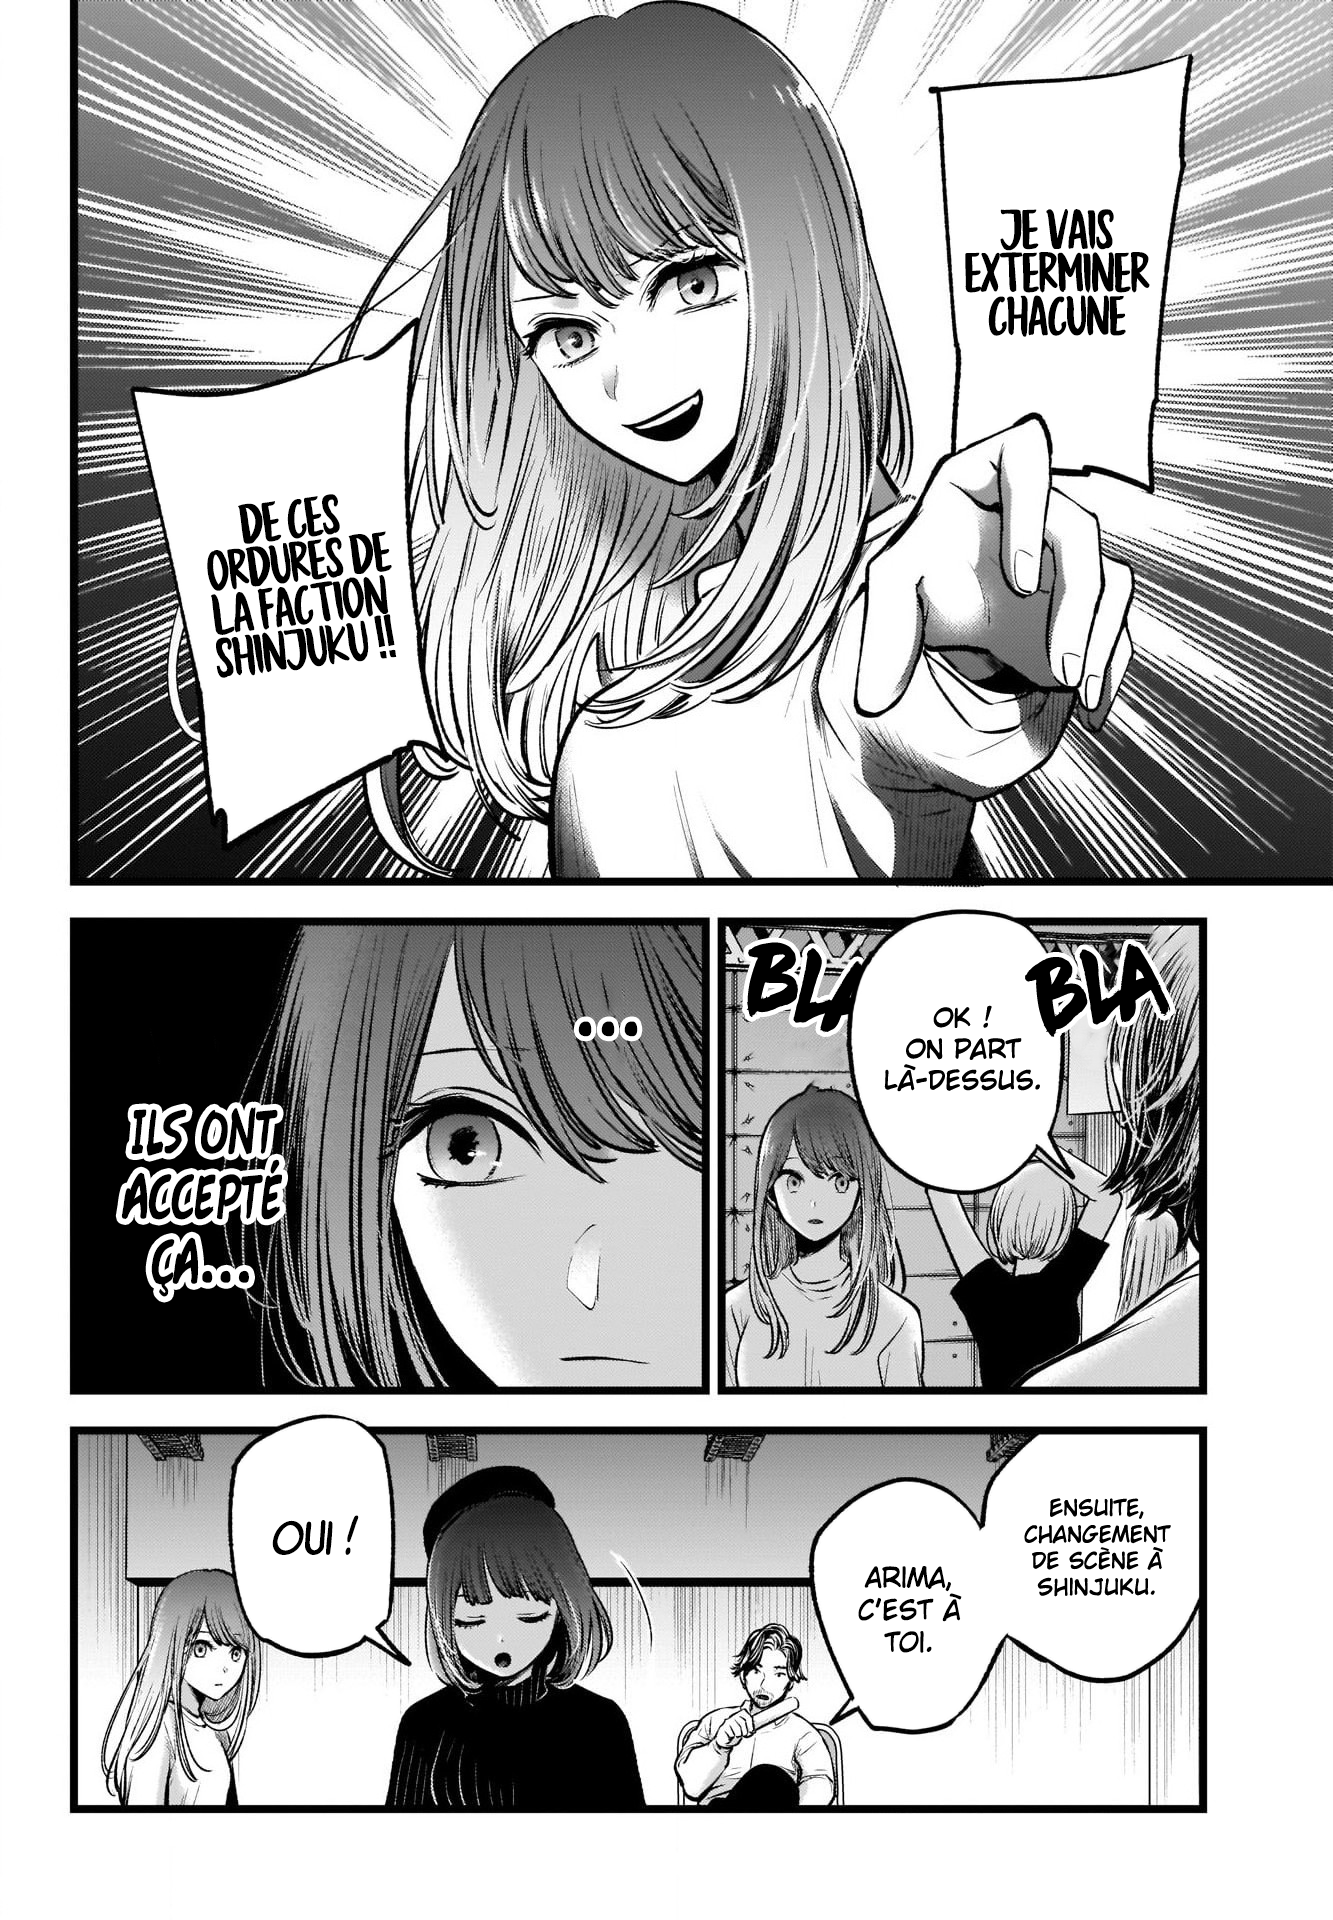 JE VAIS
EXTERMINER
CHACUNE
DE CES
ORDURES DE
LA FACTION
SHINJUKU !!
BLA
OK !
ON PART
LÀ-DESSUS.
BLA
...
ILS ONT
ACCEPTÉ
ÇA...
ENSUITE,
CHANGEMENT
DE SCÈNE À
SHINJUKU.
ARIMA,
C'EST À
TOI.
OUI !